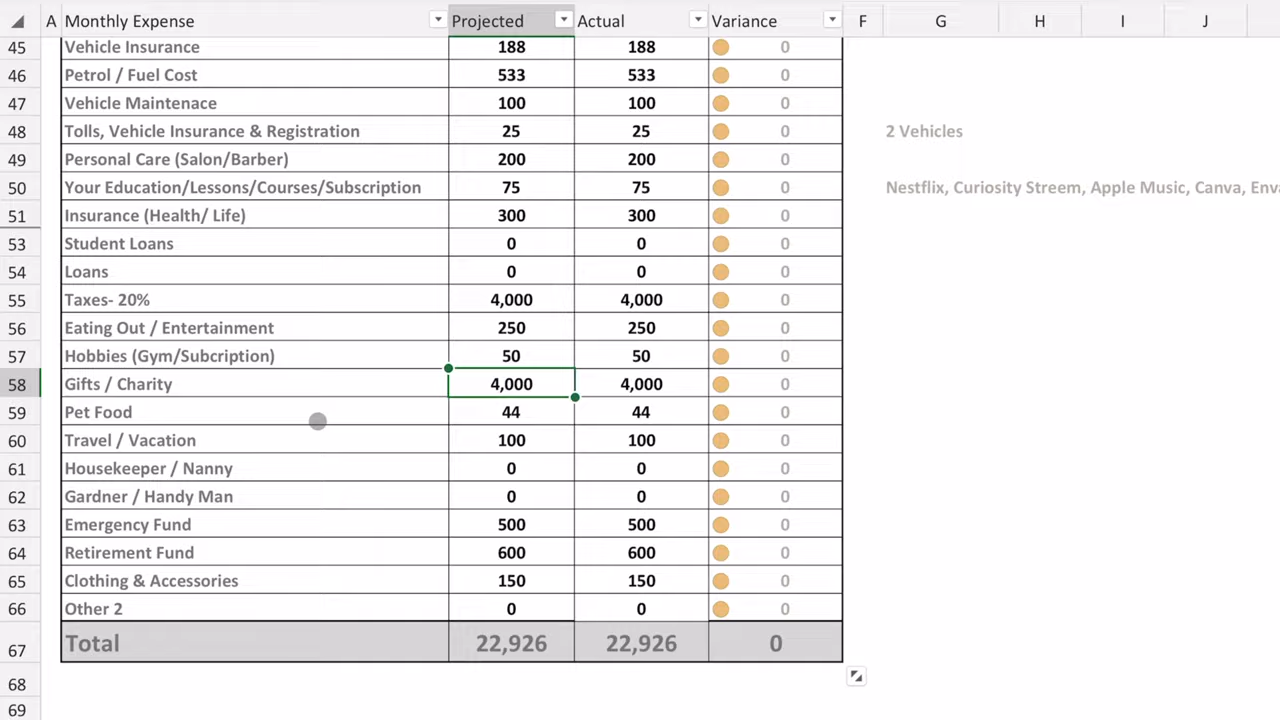 A Monthly Expense Projected Actual Variance F G H I J
45 Vehicle Insurance 188 188 0
46 Petrol / Fuel Cost 533 533 0
47 Vehicle Maintenace 100 100 0
48 Tolls, Vehicle Insurance & Registration 25 25 0 2 Vehicles
49 Personal Care (Salon/Barber) 200 200 0
50 Your Education/Lessons/Courses/Subscription 75 75 0 Nestflix, Curiosity Streem, Apple Music, Canva, Enva
51 Insurance (Health/ Life) 300 300 0
53 Student Loans 0 0 0
54 Loans 0 0 0
55 Taxes- 20% 4,000 4,000 0
56 Eating Out / Entertainment 250 250 0
57 Hobbies (Gym/Subcription) 50 50 0
58 Gifts / Charity 4,000 4,000 0
59 Pet Food 44 44 0
60 Travel / Vacation 100 100 0
61 Housekeeper / Nanny 0 0 0
62 Gardner / Handy Man 0 0 0
63 Emergency Fund 500 500 0
64 Retirement Fund 600 600 0
65 Clothing & Accessories 150 150 0
66 Other 2 0 0 0
67 Total 22,926 22,926 0
68
69